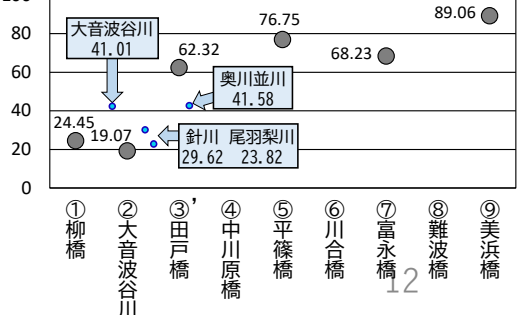 100
89.06
80
大音波谷川
41.01
76.75
62.32
68.23
60
奥川並川
41.58
40
24.45
19.07
針川 尾羽梨川
29.62 23.82
20
0
①柳橋
②大音波谷川
③’田戸橋
④中川原橋
⑤平篠橋
⑥川合橋
⑦富永橋
⑧難波橋
⑨美浜橋
12